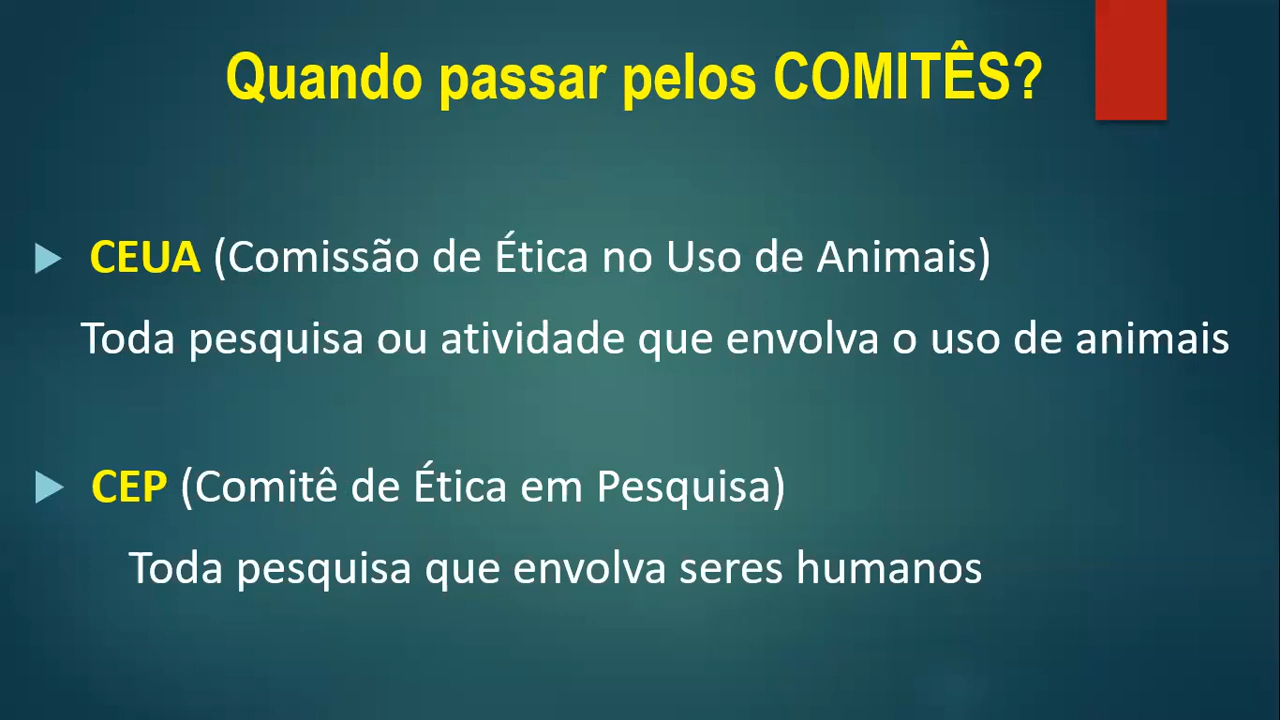 Quando passar pelos COMITÊS?
CEUA (Comissão de Ética no Uso de Animais)
Toda pesquisa ou atividade que envolva o uso de animais
CEP (Comitê de Ética em Pesquisa)
Toda pesquisa que envolva seres humanos